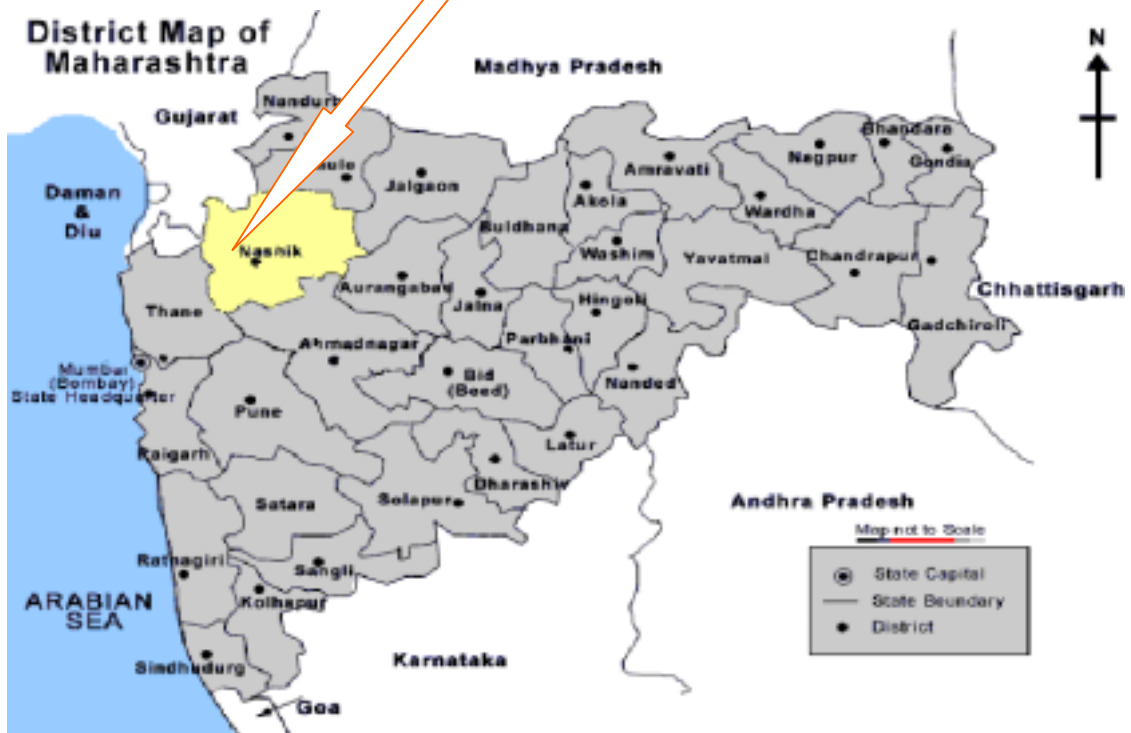 District Map of
Maharashtra
N
Madhya Pradesh
Gujarat
Nandurb
Bhandara
Gondia
Nagpur
Amravati
Jalgaon
Daman
&
Diu
Akola
Wardha
Buldhana
Nashik
Washim
Yavatmal
Chandrapur
Aurangabad
Jalna
Hingoli
Chhattisgarh
Thane
Gadchiroli
Ahmadnagar
Parbhani
Mumbai
(Bombay)
State Headquarter
Bid
(Beed)
Nanded
Pune
Latur
Raigarh
Dharashiv
Satara
Solapur
Andhra Pradesh
Map not to Scale
Ratnagiri
Sangli
State Capital
ARABIAN
SEA
Kolhapur
State Boundary
District
Sindhudurg
Karnataka
Goa